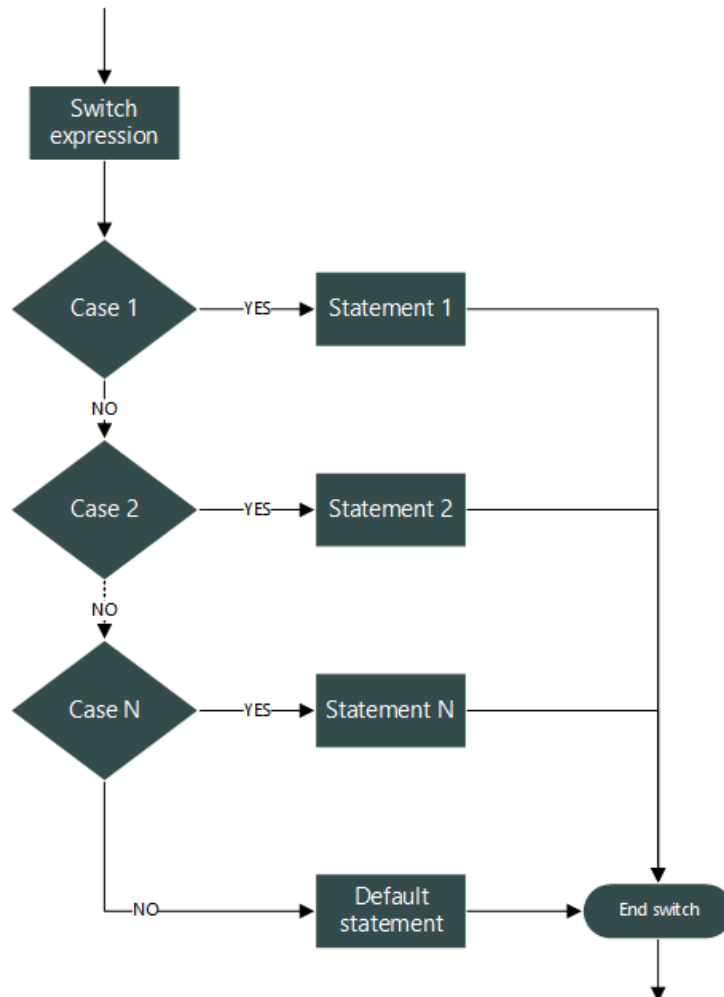 Switch
expression
Case 1
YES
Statement 1
NO
Case 2
YES
Statement 2
NO
Case N
YES
Statement N
NO
Default
statement
End switch